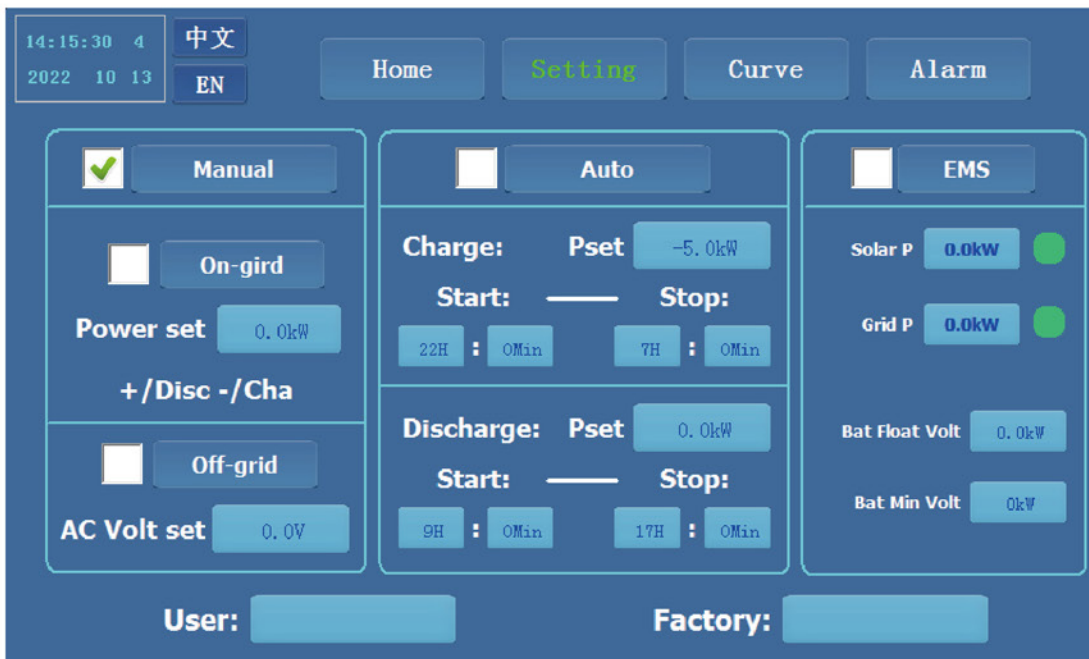 14:15:30 4
2022 10 13
中文
EN
Home
Setting
Curve
Alarm
Manual
On-gird
Power set 0.0kW
+/Disc -/Cha
Off-grid
AC Volt set 0.0V
Auto
Charge: Pset -5.0kW
Start: Stop:
22H : 0Min 7H : 0Min
Discharge: Pset 0.0kW
Start: Stop:
9H : 0Min 17H : 0Min
EMS
Solar P 0.0kW
Grid P 0.0kW
Bat Float Volt 0.0kW
Bat Min Volt 0kW
User:
Factory: